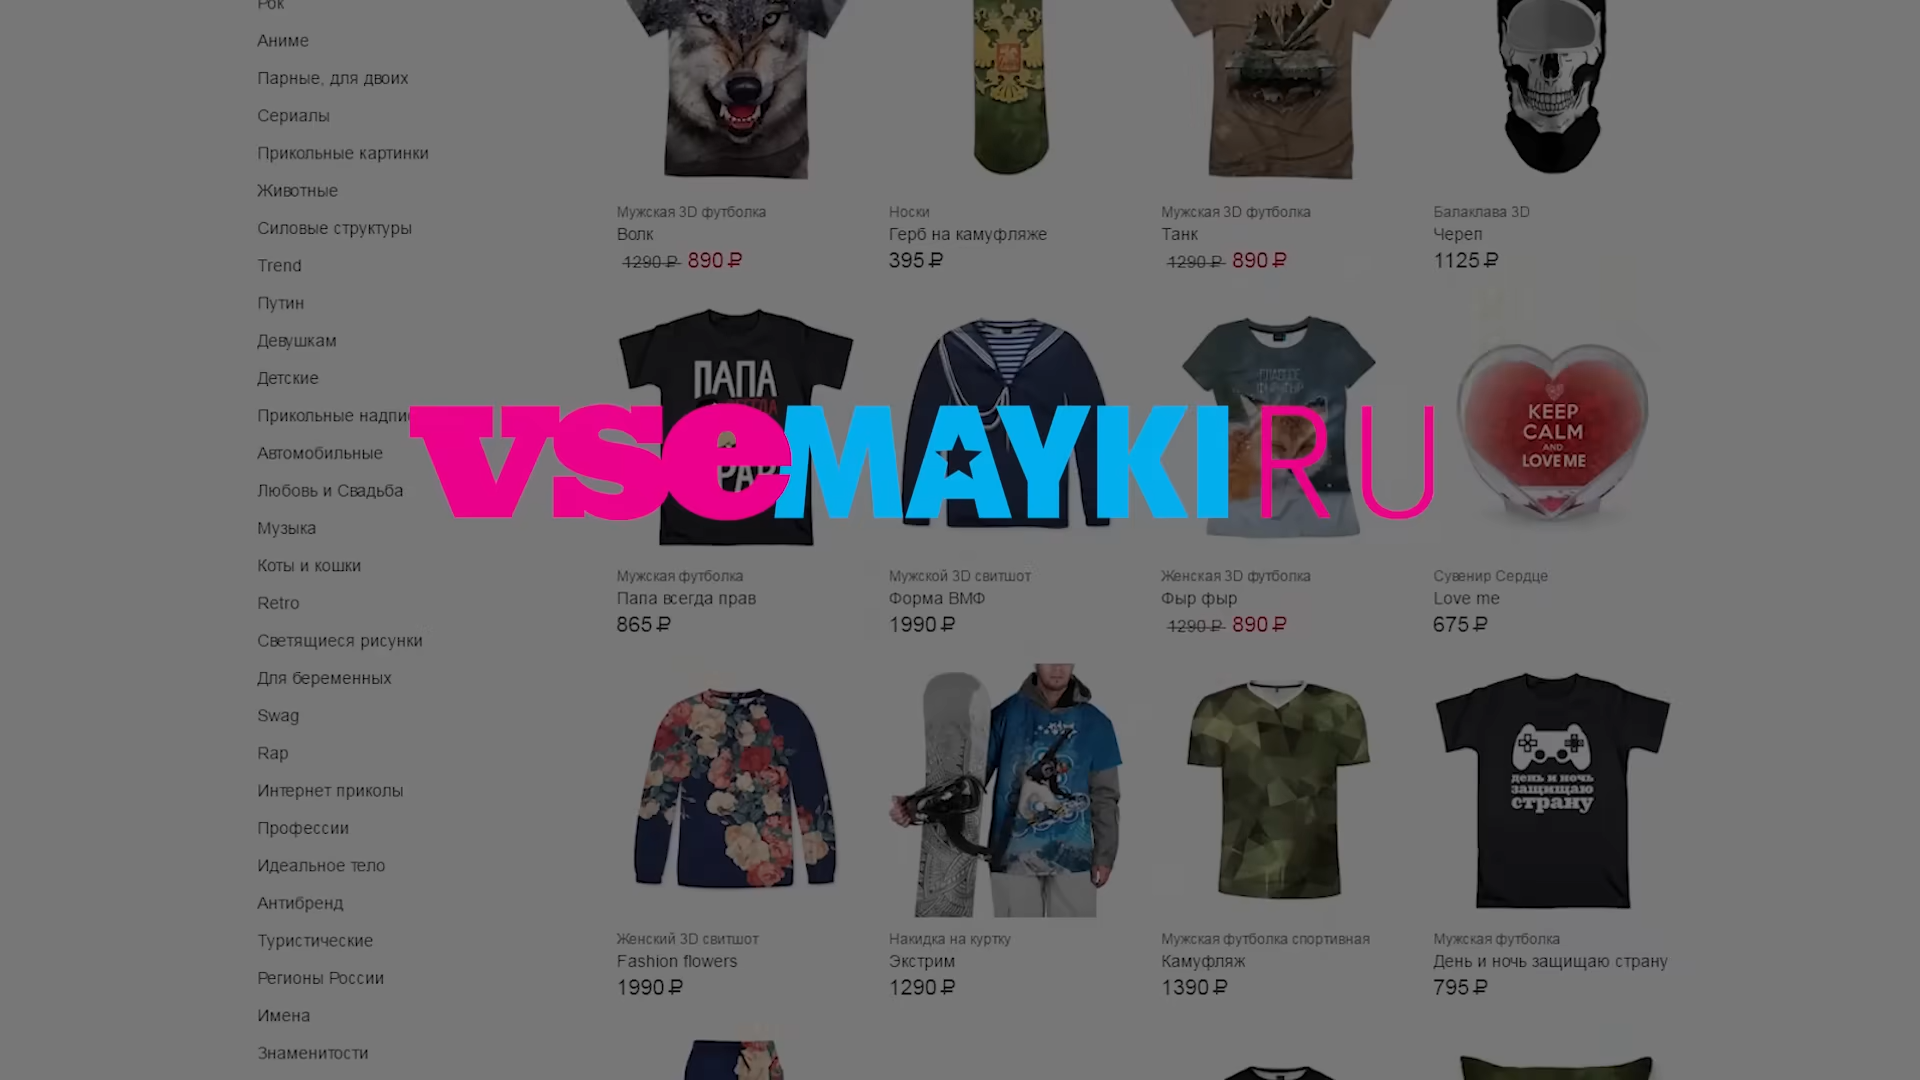 Рок
Аниме
Парные, для двоих
Сериалы
Прикольные картинки
Животные
Силовые структуры
Trend
Путин
Девушкам
Детские
Прикольные надпи
Автомобильные
Любовь и Свадьба
Музыка
Коты и кошки
Retro
Светящиеся рисунки
Для беременных
Swag
Rap
Интернет приколы
Профессии
Идеальное тело
Антибренд
Туристические
Регионы России
Имена
Знаменитости
Мужская 3D футболка
Волк
1290 ₽ 890 ₽
Носки
Герб на камуфляже
395 ₽
Мужская 3D футболка
Танк
1290 ₽ 890 ₽
Балаклава 3D
Череп
1125 ₽
ПАПА
KEEP
CALM
AND
LOVE ME
VSEMAYKIRU
Мужская футболка
Папа всегда прав
865 ₽
Мужской 3D свитшот
Форма ВМФ
1990 ₽
Женская 3D футболка
Фыр фыр
1290 ₽ 890 ₽
Сувенир Сердце
Love me
675 ₽
день и ночь
защищаю
страну
Женский 3D свитшот
Fashion flowers
1990 ₽
Накидка на куртку
Экстрим
1290 ₽
Мужская футболка спортивная
Камуфляж
1390 ₽
Мужская футболка
День и ночь защищаю страну
795 ₽